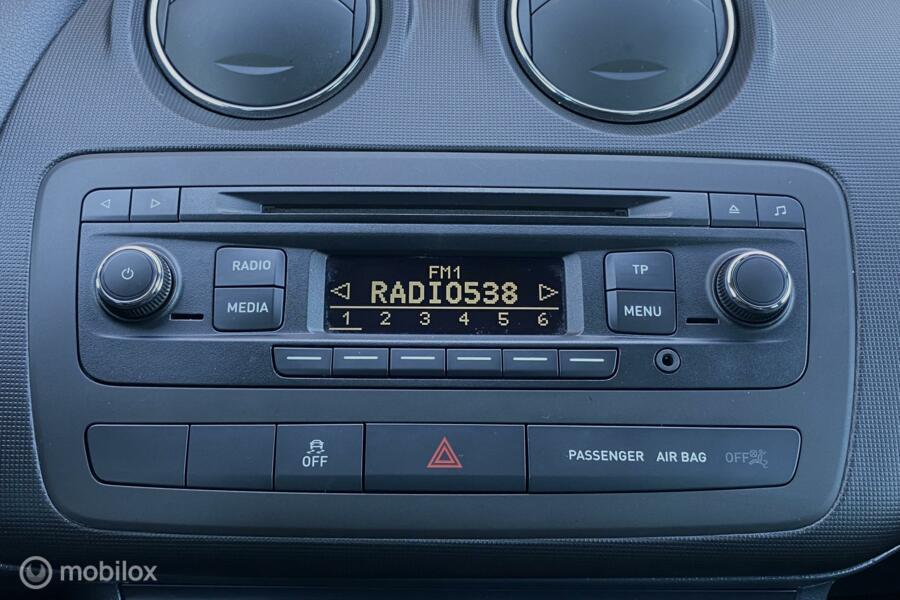 FM1
RADIO538
1 2 3 4 5 6
RADIO
MEDIA
TP
MENU
OFF
PASSENGER AIR BAG OFF
mobilox